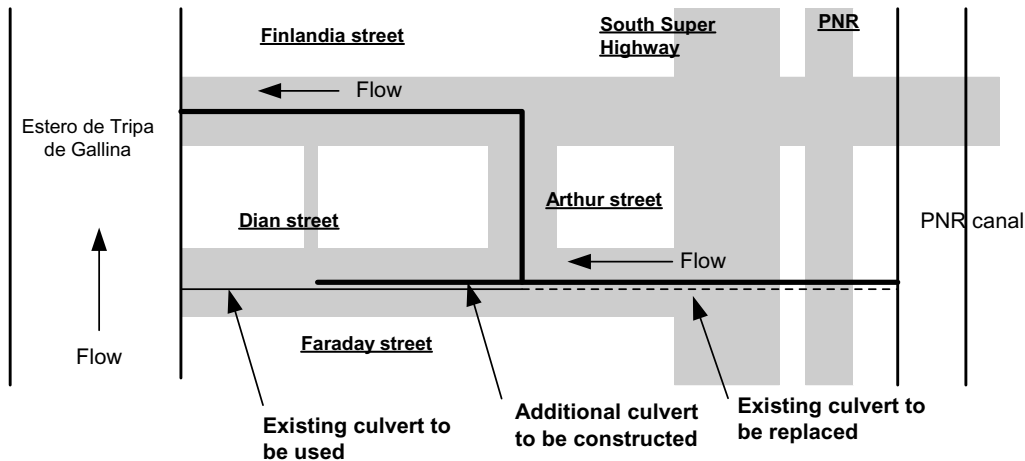 Finlandia street
South Super
Highway
PNR
Flow
Estero de Tripa
de Gallina
Dian street
Arthur street
PNR canal
Flow
Flow
Faraday street
Existing culvert to
be used
Additional culvert
to be constructed
Existing culvert to
be replaced